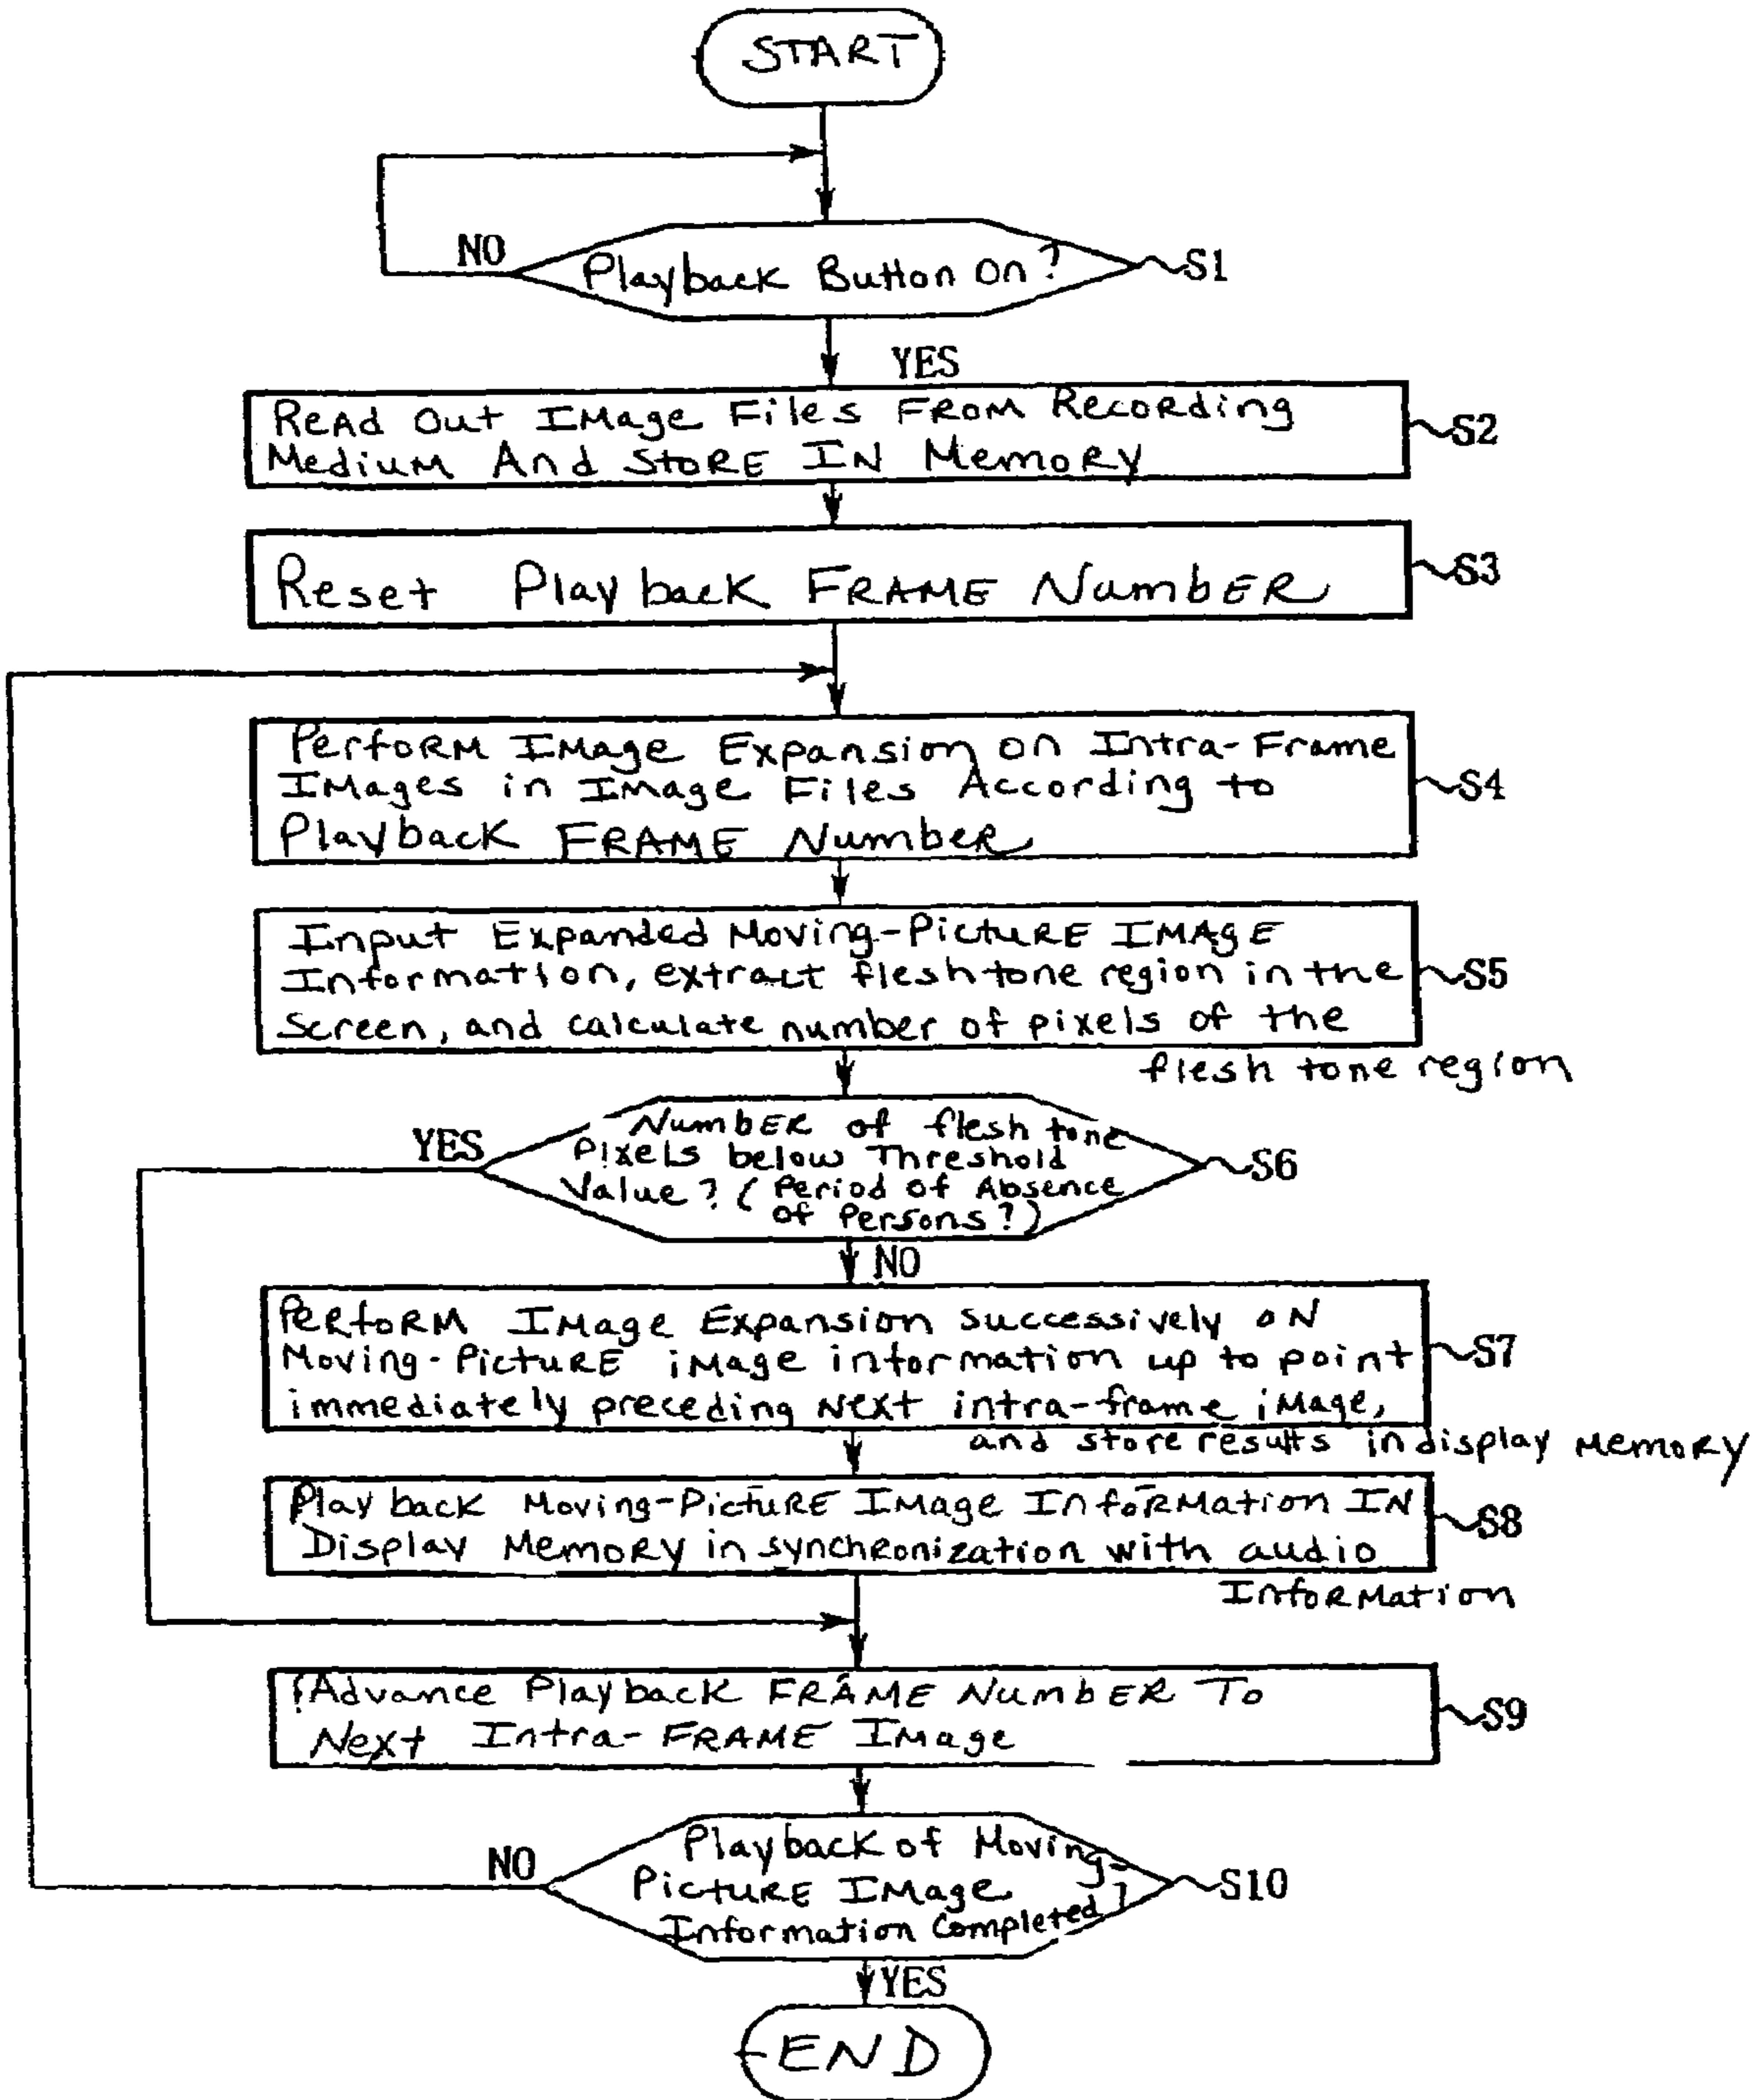 START
NO
Playback Button On?
S1
YES
Read Out Image Files From Recording
Medium And Store In Memory
S2
Reset Playback Frame Number
S3
Perform Image Expansion on Intra-Frame
Images in Image Files According to
Playback Frame Number
S4
Input Expanded Moving-Picture Image
Information, extract flesh tone region in the
screen, and calculate number of pixels of the
flesh tone region
S5
YES
Number of flesh tone
Pixels below Threshold
Value? (Period of Absence
of Persons?)
S6
NO
Perform Image Expansion successively on
Moving-Picture image information up to point
immediately preceding next intra-frame image,
and store results in display memory
S7
Playback Moving-Picture Image Information In
Display Memory in synchronization with audio
Information
S8
Advance Playback Frame Number To
Next Intra-Frame Image
S9
NO
Playback of Moving-
Picture Image
Information Completed?
S10
YES
END